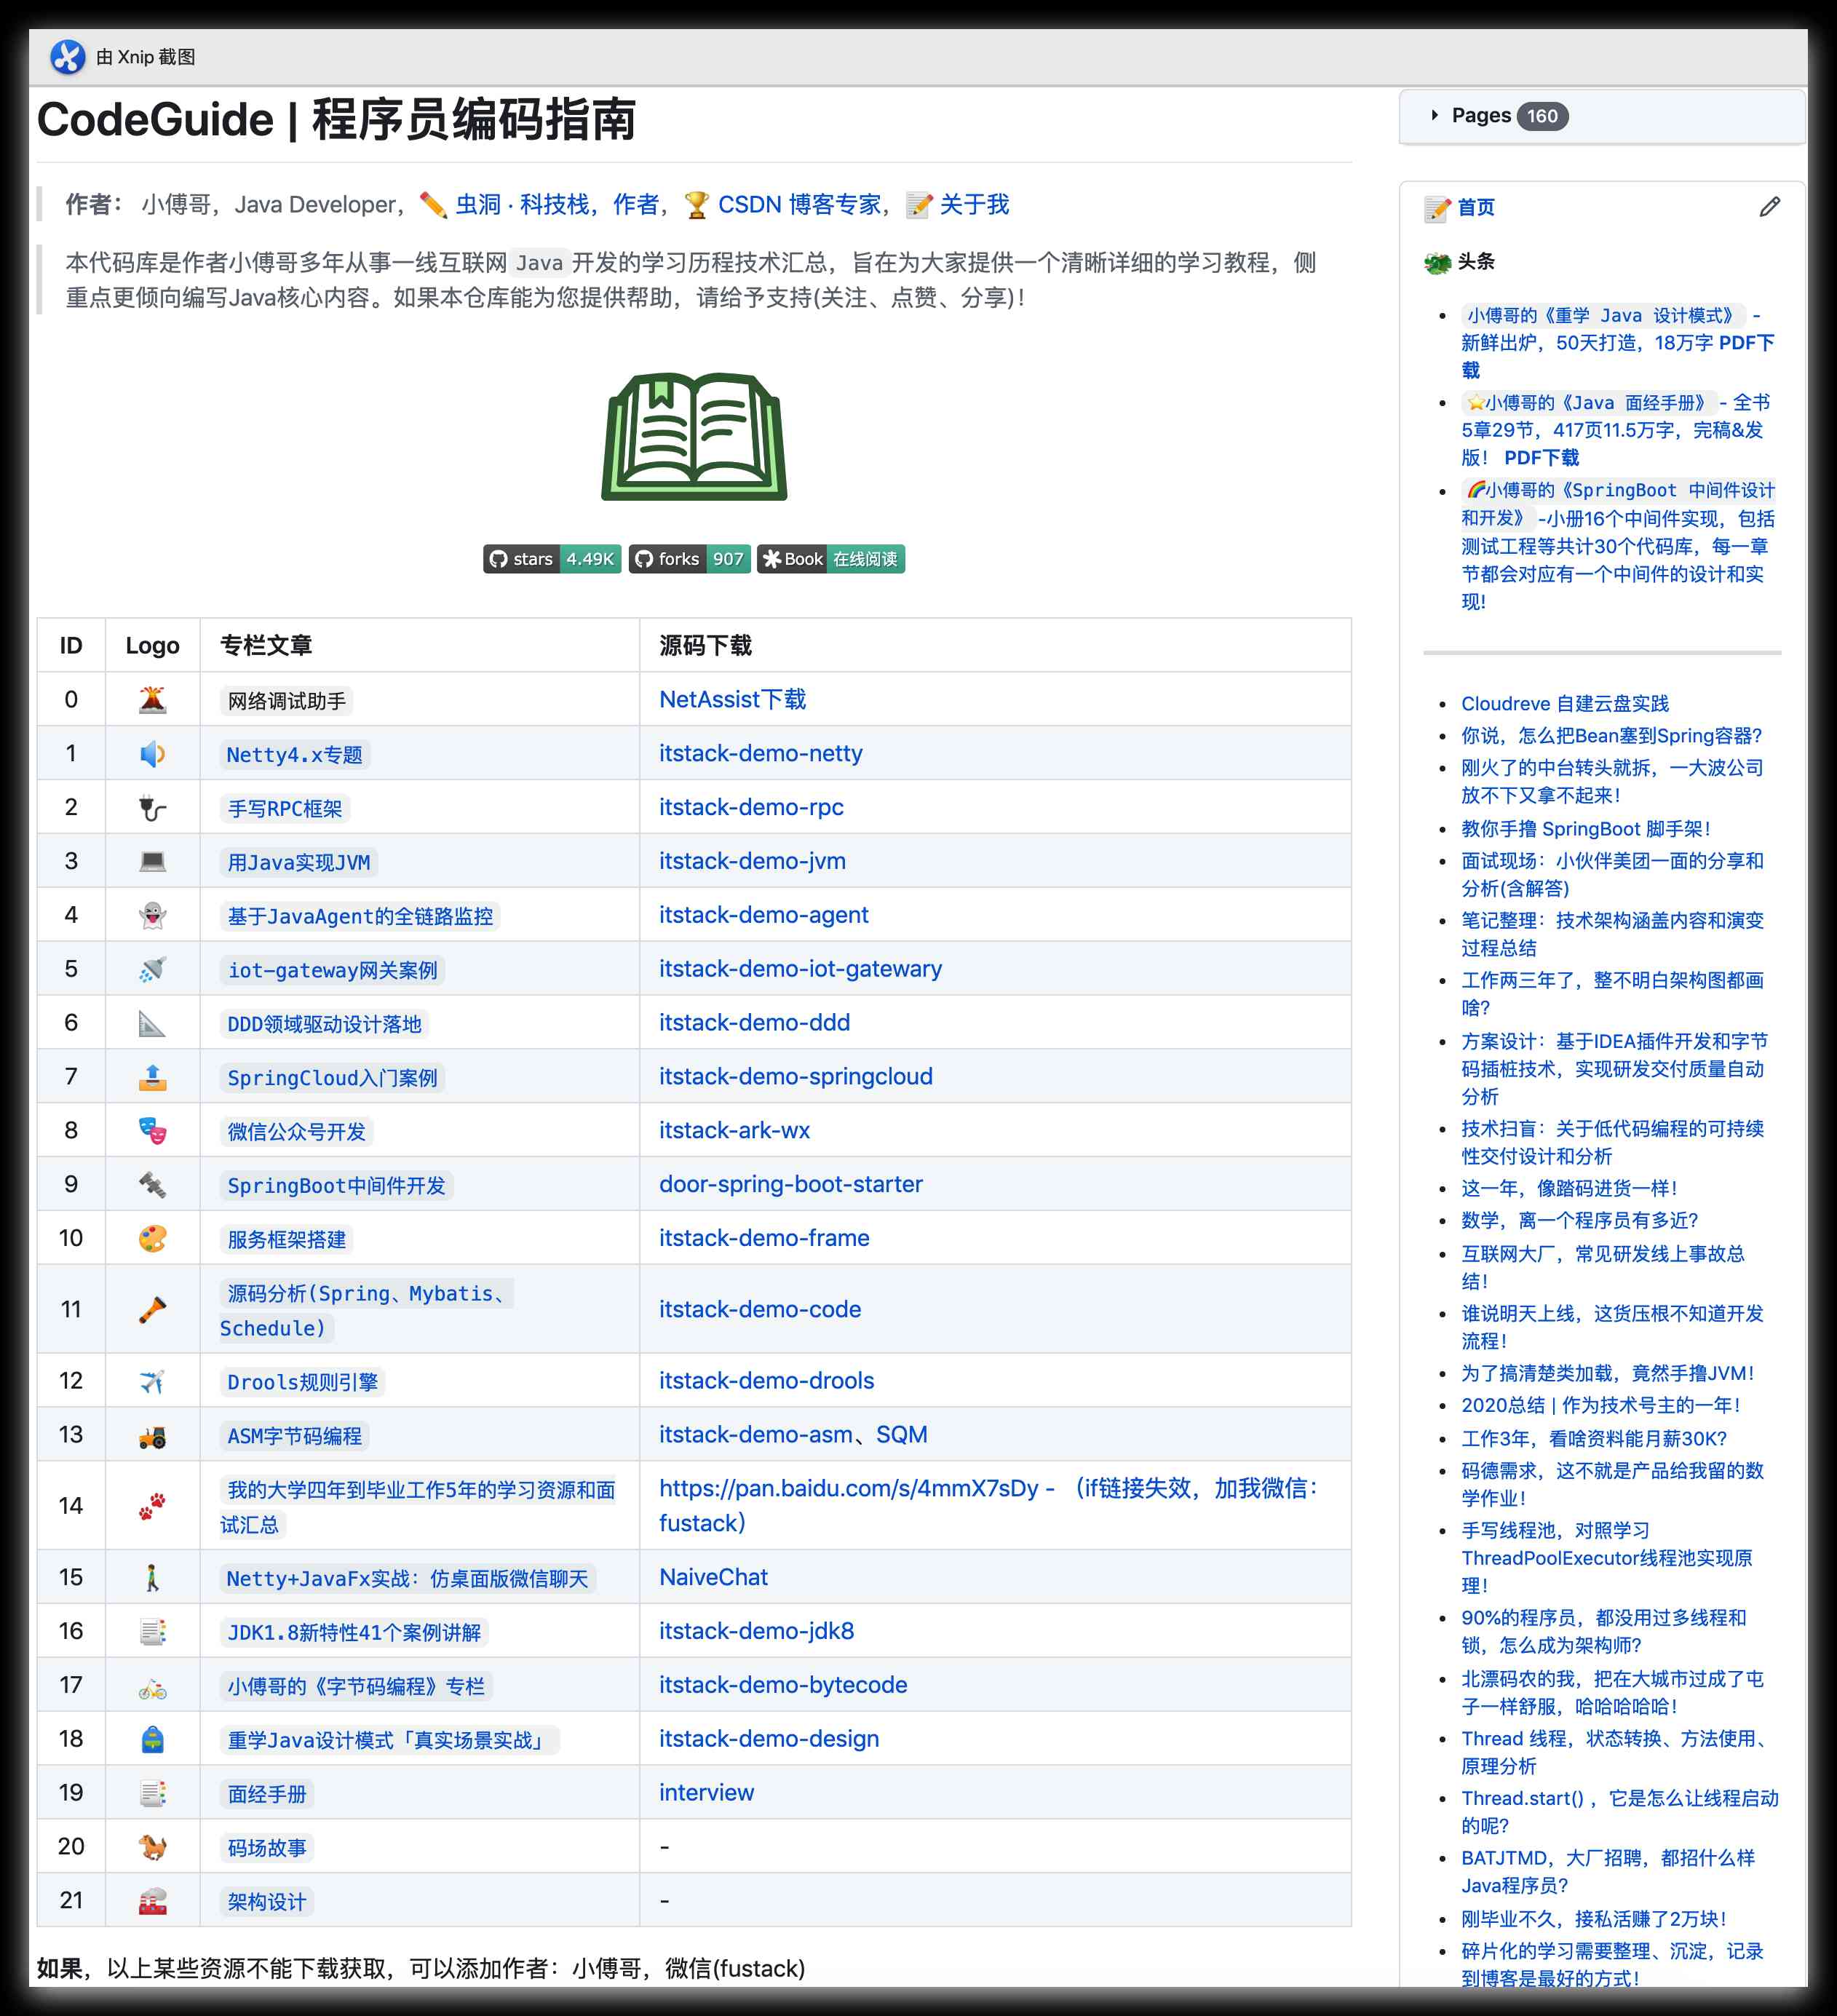 由 Xnip 截图
CodeGuide | 程序员编码指南
作者： 小傅哥，Java Developer， 虫洞 · 科技栈，作者， CSDN 博客专家， 关于我
本代码库是作者小傅哥多年从事一线互联网 Java 开发的学习历程技术汇总，旨在为大家提供一个清晰详细的学习教程，侧
重点更倾向编写Java核心内容。如果本仓库能为您提供帮助，请给予支持(关注、点赞、分享)！
stars 4.49K forks 907 Book 在线阅读
ID Logo 专栏文章 源码下载
0 网络调试助手 NetAssist下载
1 Netty4.x专题 itstack-demo-netty
2 手写RPC框架 itstack-demo-rpc
3 用Java实现JVM itstack-demo-jvm
4 基于JavaAgent的全链路监控 itstack-demo-agent
5 iot-gateway网关案例 itstack-demo-iot-gatewary
6 DDD领域驱动设计落地 itstack-demo-ddd
7 SpringCloud入门案例 itstack-demo-springcloud
8 微信公众号开发 itstack-ark-wx
9 SpringBoot中间件开发 door-spring-boot-starter
10 服务框架搭建 itstack-demo-frame
11 源码分析(Spring、Mybatis、
Schedule) itstack-demo-code
12 Drools规则引擎 itstack-demo-drools
13 ASM字节码编程 itstack-demo-asm、SQM
14 我的大学四年到毕业工作5年的学习资源和面 https://pan.baidu.com/s/4mmX7sDy - （if链接失效，加我微信：
试汇总 fustack）
15 Netty+JavaFx实战：仿桌面版微信聊天 NaiveChat
16 JDK1.8新特性41个案例讲解 itstack-demo-jdk8
17 小傅哥的《字节码编程》专栏 itstack-demo-bytecode
18 重学Java设计模式「真实场景实战」 itstack-demo-design
19 面经手册 interview
20 码场故事 -
21 架构设计 -
如果，以上某些资源不能下载获取，可以添加作者：小傅哥，微信(fustack)
Pages 160
首页
头条
小傅哥的《重学 Java 设计模式》 -
新鲜出炉，50天打造，18万字 PDF下
载
小傅哥的《Java 面经手册》 - 全书
5章29节，417页11.5万字，完稿&发
版！ PDF下载
小傅哥的《SpringBoot 中间件设计
和开发》 -小册16个中间件实现，包括
测试工程等共计30个代码库，每一章
节都会对应有一个中间件的设计和实
现！
Cloudreve 自建云盘实践
你说，怎么把Bean塞到Spring容器？
刚火了的中台转头就拆，一大波公司
放不下又拿不起来！
教你手撸 SpringBoot 脚手架！
面试现场：小伙伴美团一面的分享和
分析(含解答)
笔记整理：技术架构涵盖内容和演变
过程总结
工作两三年了，整不明白架构图都画
啥？
方案设计：基于IDEA插件开发和字节
码插桩技术，实现研发交付质量自动
分析
技术扫盲：关于低代码编程的可持续
性交付设计和分析
这一年，像踏码进货一样！
数学，离一个程序员有多近？
互联网大厂，常见研发线上事故总
结！
谁说明天上线，这货压根不知道开发
流程！
为了搞清楚类加载，竟然手撸JVM！
2020总结 | 作为技术号主的一年！
工作3年，看啥资料能月薪30K？
码德需求，这不就是产品给我留的数
学作业！
手写线程池，对照学习
ThreadPoolExecutor线程池实现原
理！
90%的程序员，都没用过多线程和
锁，怎么成为架构师？
北漂码农的我，把在大城市过成了屯
子一样舒服，哈哈哈哈哈！
Thread 线程，状态转换、方法使用、
原理分析
Thread.start() ，它是怎么让线程启动
的呢？
BATJTMD，大厂招聘，都招什么样
Java程序员？
刚毕业不久，接私活赚了2万块！
碎片化的学习需要整理、沉淀，记录
到博客是最好的方式！